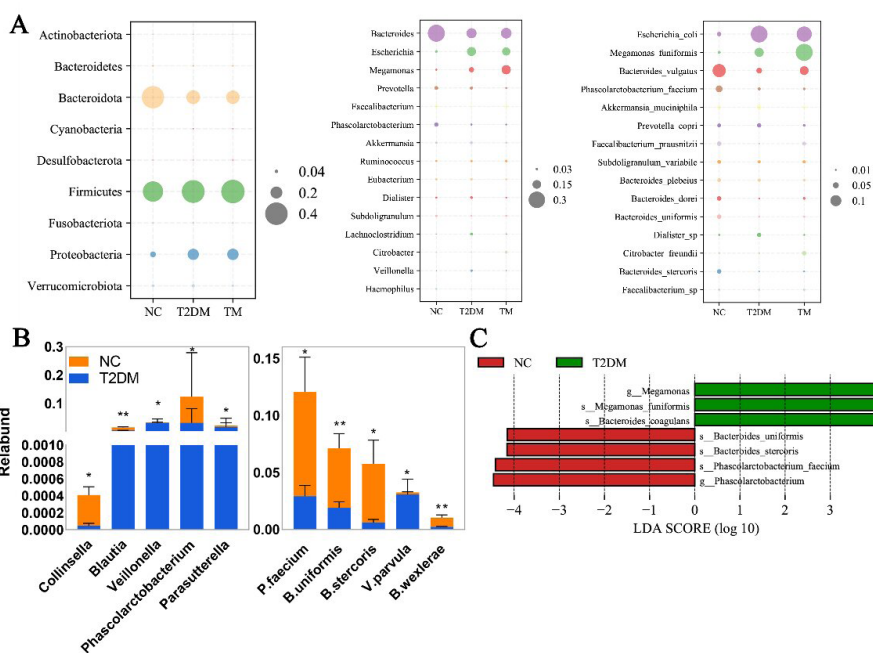 A
Actinobacteriota
Bacteroidetes
Bacteroidota
Cyanobacteria
Desulfobacterota
Firmicutes
Fusobacteriota
Proteobacteria
Verrucomicrobiota
NC T2DM TM
0.04
0.2
0.4
Bacteroides
Escherichia
Megamonas
Prevotella
Faecalibacterium
Phascolarctobacterium
Akkermansia
Ruminococcus
Eubacterium
Dialister
Subdoligranulum
Lachnoclostridium
Citrobacter
Veillonella
Haemophilus
NC T2DM TM
0.03
0.15
0.3
Escherichia_coli
Megamonas_funiformis
Bacteroides_vulgatus
Phascolarctobacterium_faecium
Akkermansia_muciniphila
Prevotella_copri
Faecalibacterium_prausnitzii
Subdoligranulum_variabile
Bacteroides_plebeius
Bacteroides_dorei
Bacteroides_uniformis
Dialister_sp
Citrobacter_freundii
Bacteroides_stercoris
Faecalibacterium_sp
NC T2DM TM
0.01
0.05
0.1
B
Relabund
NC
T2DM
0.3
0.2
0.1
0.0010
0.0008
0.0006
0.0004
0.0002
0.0000
* ** * * *
Collinsella
Blautia
Veillonella
Phascolarctobacterium
Parasutterella
0.15
0.10
0.05
0.00
* ** * * **
P.faecium
B.uniformis
B.stercoris
V.parvula
B.wexlerae
C
NC T2DM
g__Megamonas
s__Megamonas_funiformis
s__Bacteroides_coagulans
s__Bacteroides_uniformis
s__Bacteroides_stercoris
s__Phascolarctobacterium_faecium
g__Phascolarctobacterium
−4 −3 −2 −1 0 1 2 3
LDA SCORE (log 10)